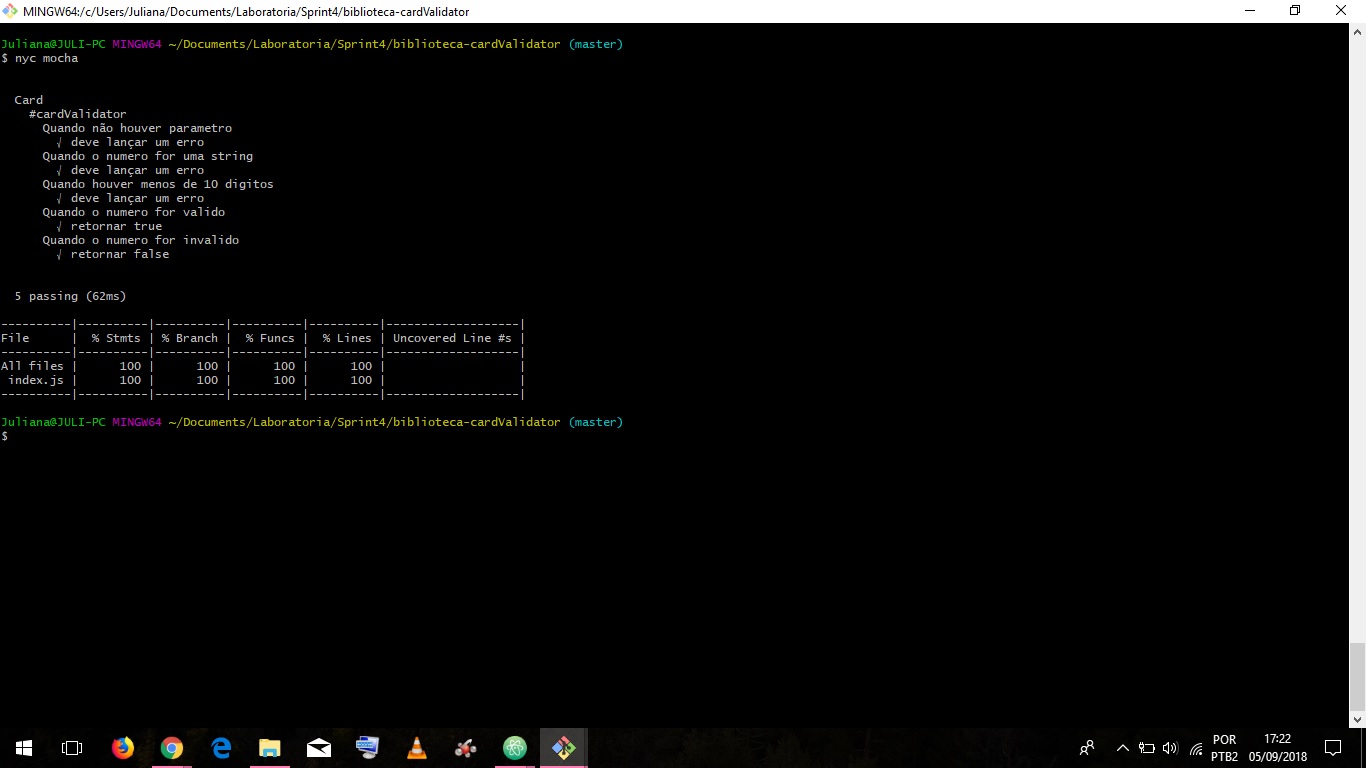 MINGW64:/c/Users/Juliana/Documents/Laboratoria/Sprint4/biblioteca-cardValidator
Juliana@JULI-PC MINGW64 ~/Documents/Laboratoria/Sprint4/biblioteca-cardValidator (master)
$ nyc mocha
Card
#cardValidator
Quando não houver parametro
√ deve lançar um erro
Quando o numero for uma string
√ deve lançar um erro
Quando houver menos de 10 digitos
√ deve lançar um erro
Quando o numero for valido
√ retornar true
Quando o numero for invalido
√ retornar false
5 passing (62ms)
----------|----------|----------|----------|----------|-------------------|
File      |  % Stmts | % Branch |  % Funcs |  % Lines | Uncovered Line #s |
----------|----------|----------|----------|----------|-------------------|
All files |      100 |      100 |      100 |      100 |                   |
 index.js |      100 |      100 |      100 |      100 |                   |
----------|----------|----------|----------|----------|-------------------|
Juliana@JULI-PC MINGW64 ~/Documents/Laboratoria/Sprint4/biblioteca-cardValidator (master)
$
POR
PTB2
17:22
05/09/2018